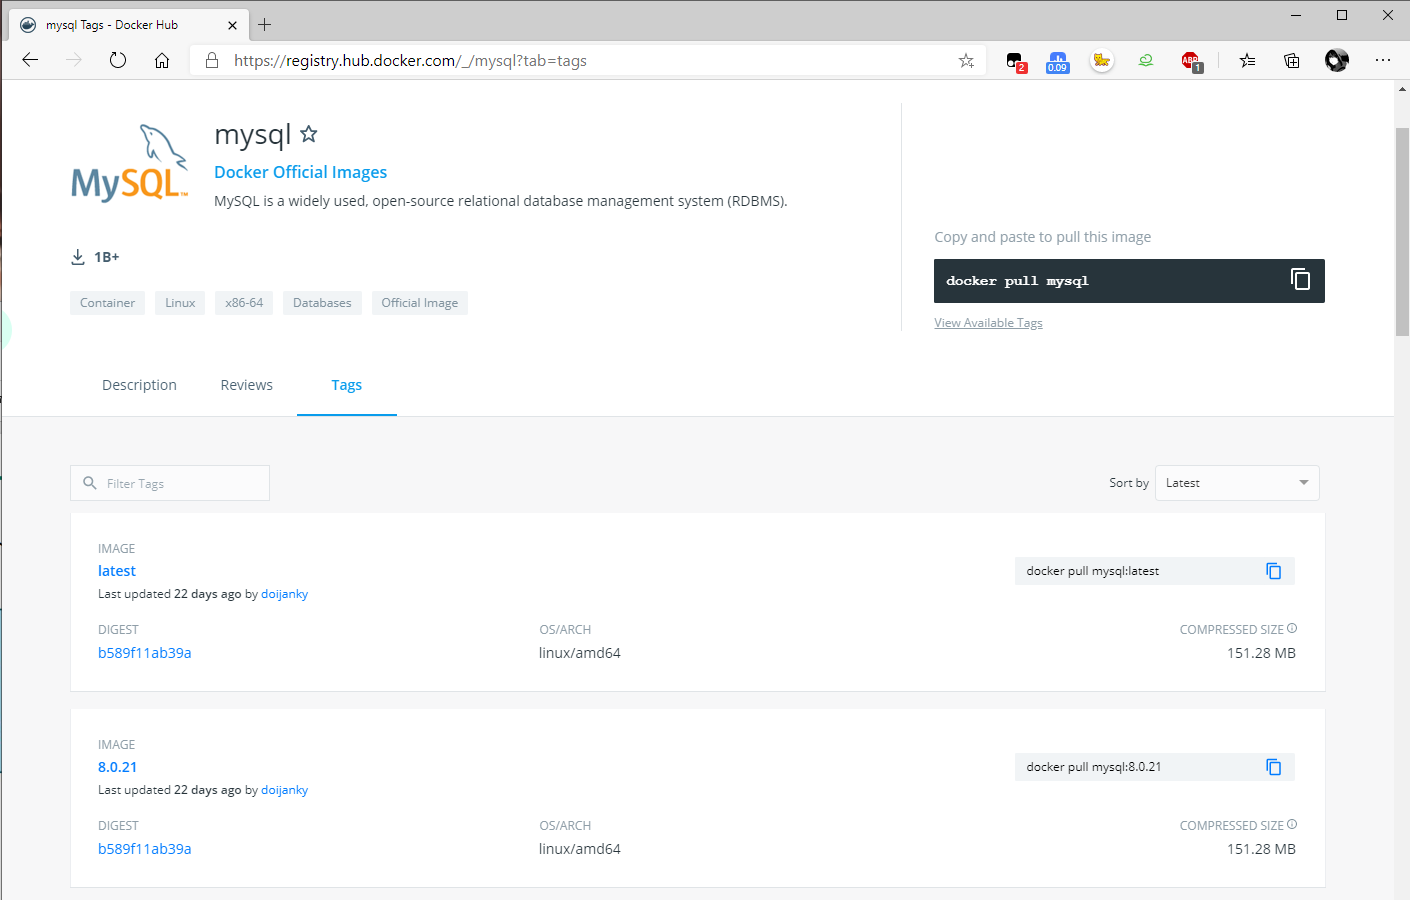 mysql Tags - Docker Hub
https://registry.hub.docker.com/_/mysql?tab=tags
2
0.09
ABP
1
MySQL™
mysql
Docker Official Images
MySQL is a widely used, open-source relational database management system (RDBMS).
1B+
Container
Linux
x86-64
Databases
Official Image
Copy and paste to pull this image
docker pull mysql
View Available Tags
Description
Reviews
Tags
Filter Tags
Sort by
Latest
IMAGE
latest
Last updated 22 days ago by doijanky
docker pull mysql:latest
DIGEST
OS/ARCH
COMPRESSED SIZE
b589f11ab39a
linux/amd64
151.28 MB
IMAGE
8.0.21
Last updated 22 days ago by doijanky
docker pull mysql:8.0.21
DIGEST
OS/ARCH
COMPRESSED SIZE
b589f11ab39a
linux/amd64
151.28 MB